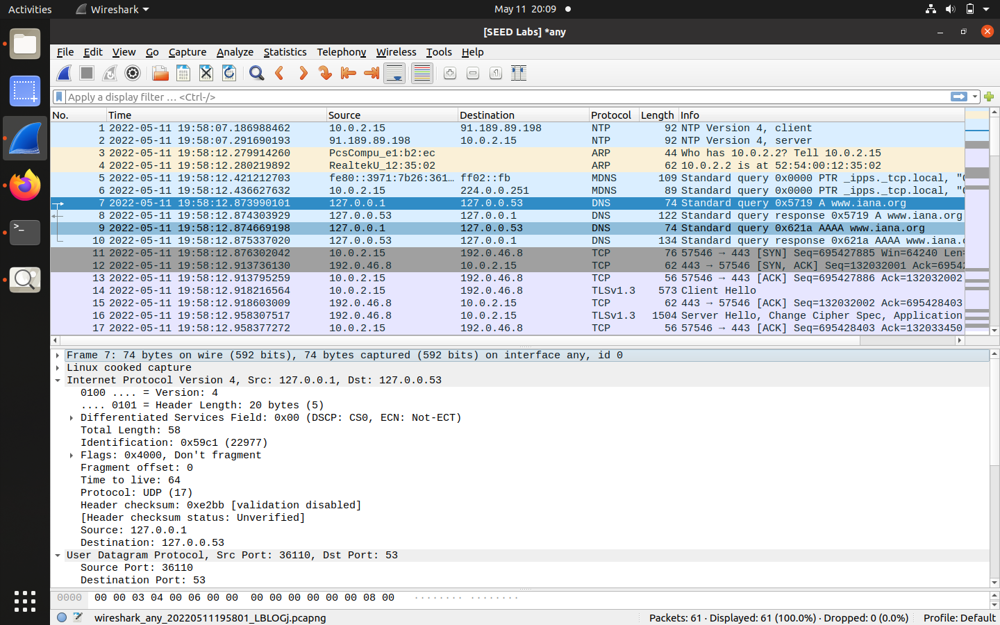 Activities Wireshark May 11 20:09
[SEED Labs] *any
File Edit View Go Capture Analyze Statistics Telephony Wireless Tools Help
Apply a display filter … <Ctrl-/>
No. Time Source Destination Protocol Length Info
1 2022-05-11 19:58:07.186988462 10.0.2.15 91.189.89.198 NTP 92 NTP Version 4, client
2 2022-05-11 19:58:07.291690193 91.189.89.198 10.0.2.15 NTP 92 NTP Version 4, server
3 2022-05-11 19:58:12.279914260 PcsCompu_e1:b2:ec ARP 44 Who has 10.0.2.2? Tell 10.0.2.15
4 2022-05-11 19:58:12.280219892 RealtekU_12:35:02 ARP 62 10.0.2.2 is at 52:54:00:12:35:02
5 2022-05-11 19:58:12.421212703 fe80::3971:7b26:361… ff02::fb MDNS 109 Standard query 0x0000 PTR _ipps._tcp.local, "
6 2022-05-11 19:58:12.436627632 10.0.2.15 224.0.0.251 MDNS 89 Standard query 0x0000 PTR _ipps._tcp.local, "
7 2022-05-11 19:58:12.873990101 127.0.0.1 127.0.0.53 DNS 74 Standard query 0x5719 A www.iana.org
8 2022-05-11 19:58:12.874303929 127.0.0.53 127.0.0.1 DNS 122 Standard query response 0x5719 A www.iana.org
9 2022-05-11 19:58:12.874669198 127.0.0.1 127.0.0.53 DNS 74 Standard query 0x621a AAAA www.iana.org
10 2022-05-11 19:58:12.875337020 127.0.0.53 127.0.0.1 DNS 134 Standard query response 0x621a AAAA www.iana.
11 2022-05-11 19:58:12.876302042 10.0.2.15 192.0.46.8 TCP 76 57546 → 443 [SYN] Seq=695427885 Win=64240 Len=
12 2022-05-11 19:58:12.913736130 192.0.46.8 10.0.2.15 TCP 62 443 → 57546 [SYN, ACK] Seq=132032001 Ack=69542
13 2022-05-11 19:58:12.913795259 10.0.2.15 192.0.46.8 TCP 56 57546 → 443 [ACK] Seq=695427886 Ack=132032002
14 2022-05-11 19:58:12.918216564 10.0.2.15 192.0.46.8 TLSv1.3 573 Client Hello
15 2022-05-11 19:58:12.918603009 192.0.46.8 10.0.2.15 TCP 62 443 → 57546 [ACK] Seq=132032002 Ack=695428403
16 2022-05-11 19:58:12.958307517 192.0.46.8 10.0.2.15 TLSv1.3 1504 Server Hello, Change Cipher Spec, Application
17 2022-05-11 19:58:12.958377272 10.0.2.15 192.0.46.8 TCP 56 57546 → 443 [ACK] Seq=695428403 Ack=132033450
Frame 7: 74 bytes on wire (592 bits), 74 bytes captured (592 bits) on interface any, id 0
Linux cooked capture
Internet Protocol Version 4, Src: 127.0.0.1, Dst: 127.0.0.53
0100 .... = Version: 4
.... 0101 = Header Length: 20 bytes (5)
Differentiated Services Field: 0x00 (DSCP: CS0, ECN: Not-ECT)
Total Length: 58
Identification: 0x59c1 (22977)
Flags: 0x4000, Don't fragment
Fragment offset: 0
Time to live: 64
Protocol: UDP (17)
Header checksum: 0xe2bb [validation disabled]
[Header checksum status: Unverified]
Source: 127.0.0.1
Destination: 127.0.0.53
User Datagram Protocol, Src Port: 36110, Dst Port: 53
Source Port: 36110
Destination Port: 53
0000 00 00 03 04 00 06 00 00 00 00 00 00 00 00 08 00 ········ ········
wireshark_any_20220511195801_LBLOGj.pcapng Packets: 61 · Displayed: 61 (100.0%) · Dropped: 0 (0.0%) Profile: Default